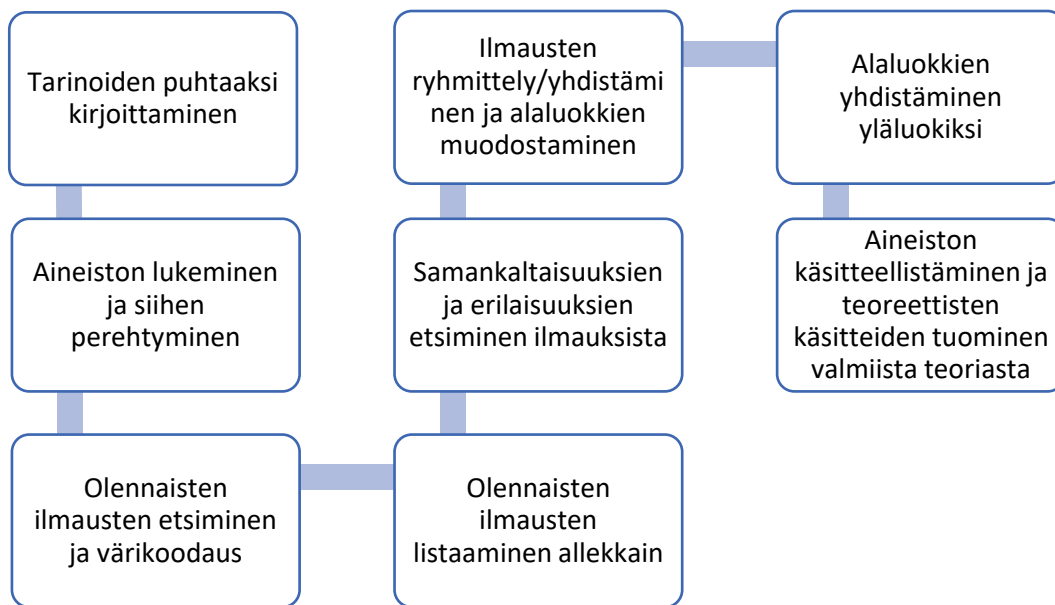 Tarinoiden puhtaaksi
kirjoittaminen
Aineiston lukeminen
ja siihen
perehtyminen
Olennaisten
ilmausten etsiminen
ja värikoodaus
Olennaisten
ilmausten
listaaminen allekkain
Samankaltaisuuksien
ja erilaisuuksien
etsiminen ilmauksista
Ilmausten
ryhmittely/yhdistämi
nen ja alaluokkien
muodostaminen
Alaluokkien
yhdistäminen
yläluokiksi
Aineiston
käsitteellistäminen ja
teoreettisten
käsitteiden tuominen
valmiista teoriasta